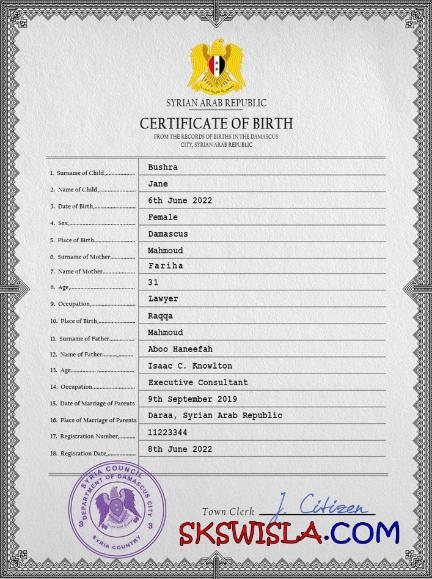 SYRIAN ARAB REPUBLIC
CERTIFICATE OF BIRTH
FROM THE RECORDS OF BIRTHS IN THE DAMASCUS
CITY, SYRIAN ARAB REPUBLIC
1. Surname of Child, Bushra
2. Name of Child, Jane
3. Date of Birth, 6th June 2022
4. Sex, Female
5. Place of Birth Damascus
6. Surname of Mother Mahmoud
7. Name of Mother Fariha
8. Age, 31
9. Occupation, Lawyer
10. Place of Birth, Raqqa
11. Surname of Father Mahmoud
12. Name of Father Aboo Haneefah
13. Age Isaac C. Knowlton
14. Occupation Executive Consultant
15. Date of Marriage of Parents 9th September 2019
16. Place of Marriage of Parents Daraa, Syrian Arab Republic
17. Registration Number, 11223344
18. Registration Date, 8th June 2022
SYRIA COUNCIL
DEPARTMENT OF DAMASCUS CITY
3 3
SYRIA COUNTRY
Town Clerk J. Citizen
SKSWISLA.COM